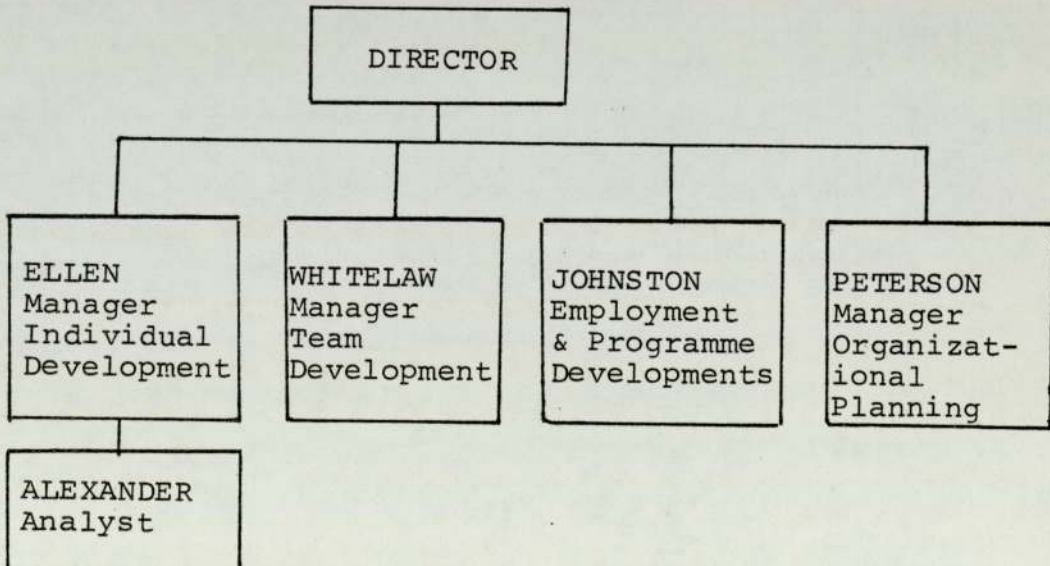 DIRECTOR
ELLEN
Manager
Individual
Development
WHITELAW
Manager
Team
Development
JOHNSTON
Employment
& Programme
Developments
PETERSON
Manager
Organizat-
ional
Planning
ALEXANDER
Analyst